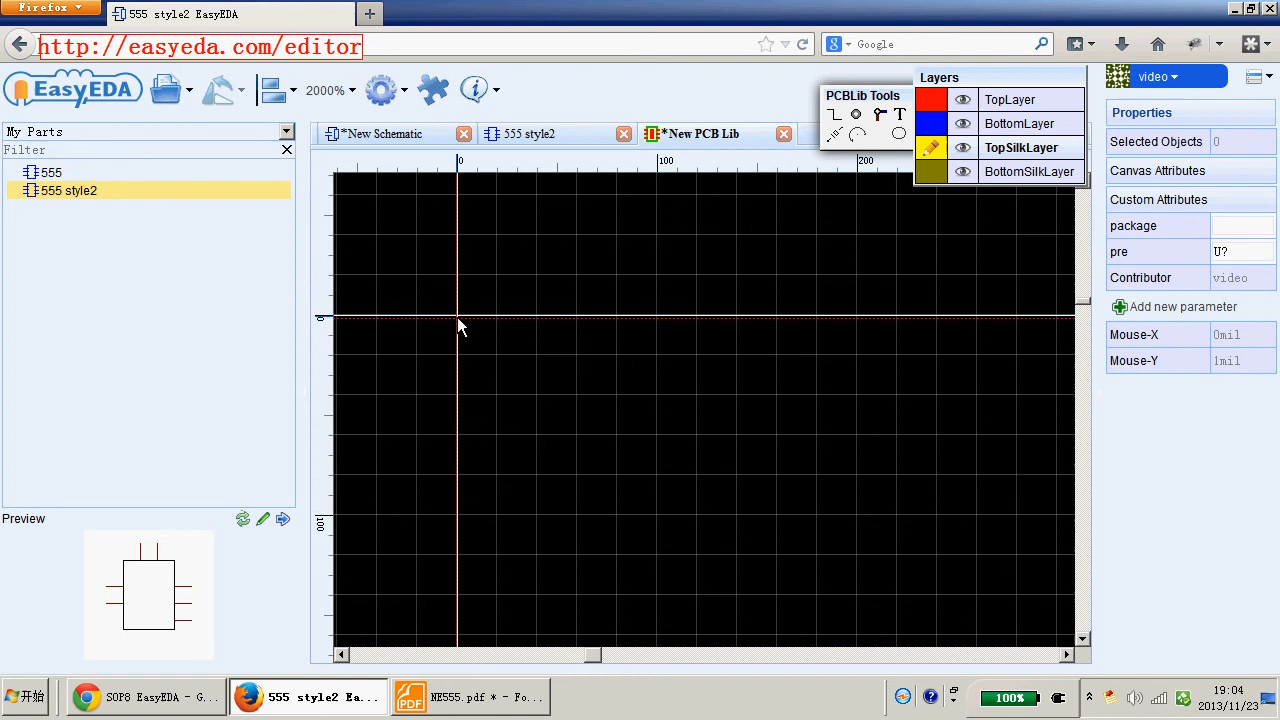 Firefox
555 style2 EasyEDA
http://easyeda.com/editor
Google
EasyEDA
2000%
PCBLib Tools
T
Layers
TopLayer
BottomLayer
TopSilkLayer
BottomSilkLayer
video
My Parts
Filter
555
555 style2
*New Schematic
555 style2
*New PCB Lib
0
100
200
0
100
Preview
Properties
Selected Objects 0
Canvas Attributes
Custom Attributes
package
pre U?
Contributor video
Add new parameter
Mouse-X 0mil
Mouse-Y 1mil
开始
SOP8 EasyEDA - G...
555 style2 Ea...
PDF
NE555.pdf * - Fo...
100%
19:04
2013/11/23